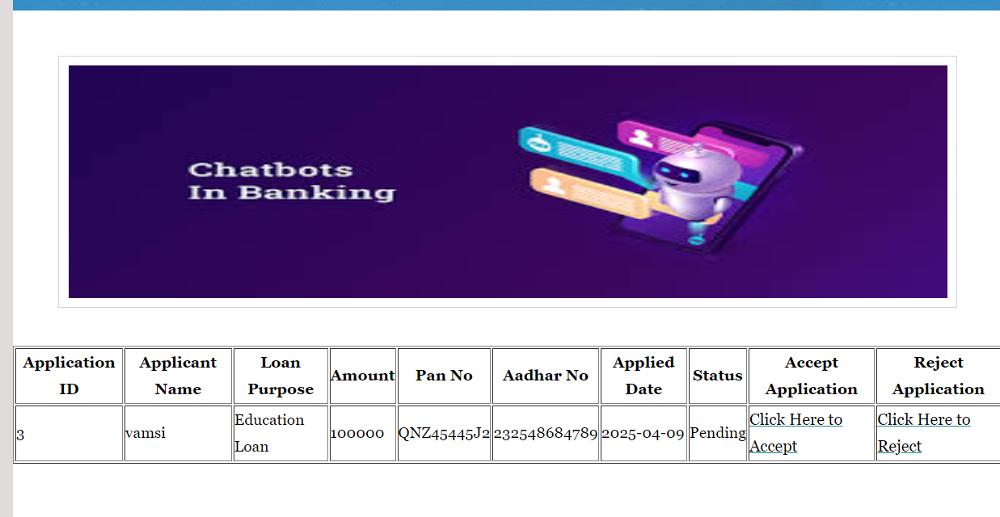 Chatbots
In Banking
Application ID
Applicant Name
Loan Purpose
Amount
Pan No
Aadhar No
Applied Date
Status
Accept Application
Reject Application
3
vamsi
Education Loan
100000
QNZ45445J2
232548684789
2025-04-09
Pending
Click Here to Accept
Click Here to Reject